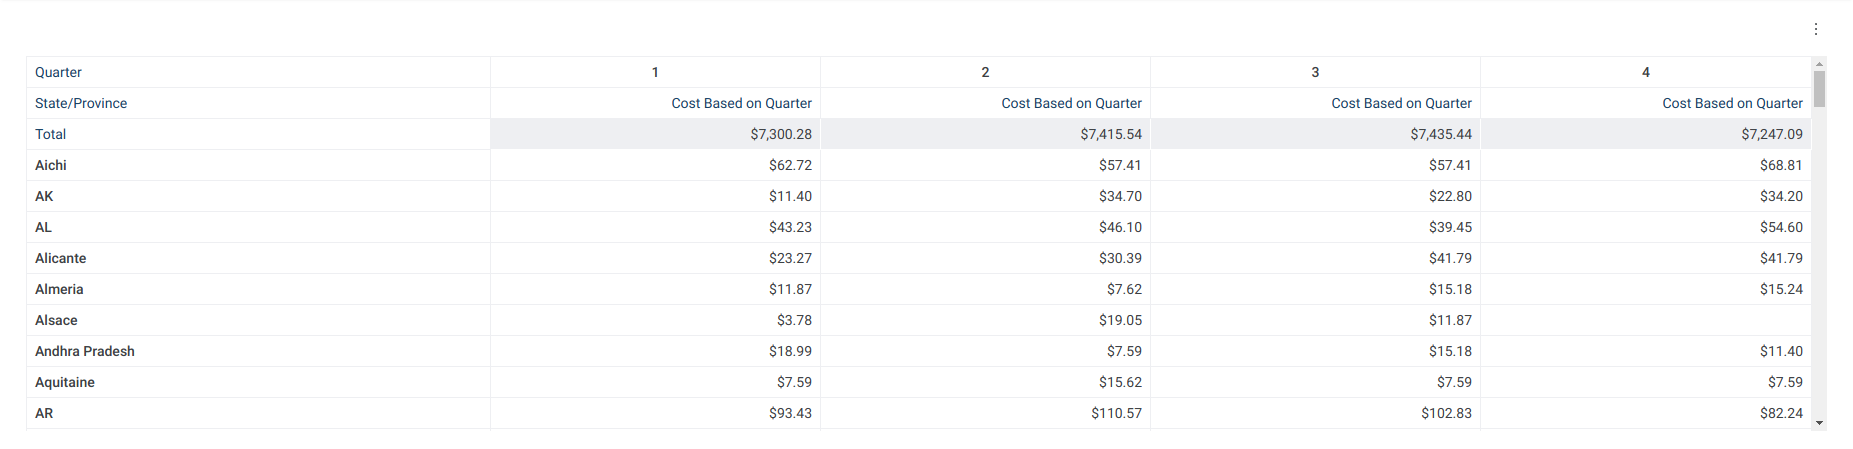 Quarter 1 2 3 4
State/Province Cost Based on Quarter Cost Based on Quarter Cost Based on Quarter Cost Based on Quarter
Total $7,300.28 $7,415.54 $7,435.44 $7,247.09
Aichi $62.72 $57.41 $57.41 $68.81
AK $11.40 $34.70 $22.80 $34.20
AL $43.23 $46.10 $39.45 $54.60
Alicante $23.27 $30.39 $41.79 $41.79
Almeria $11.87 $7.62 $15.18 $15.24
Alsace $3.78 $19.05 $11.87
Andhra Pradesh $18.99 $7.59 $15.18 $11.40
Aquitaine $7.59 $15.62 $7.59 $7.59
AR $93.43 $110.57 $102.83 $82.24